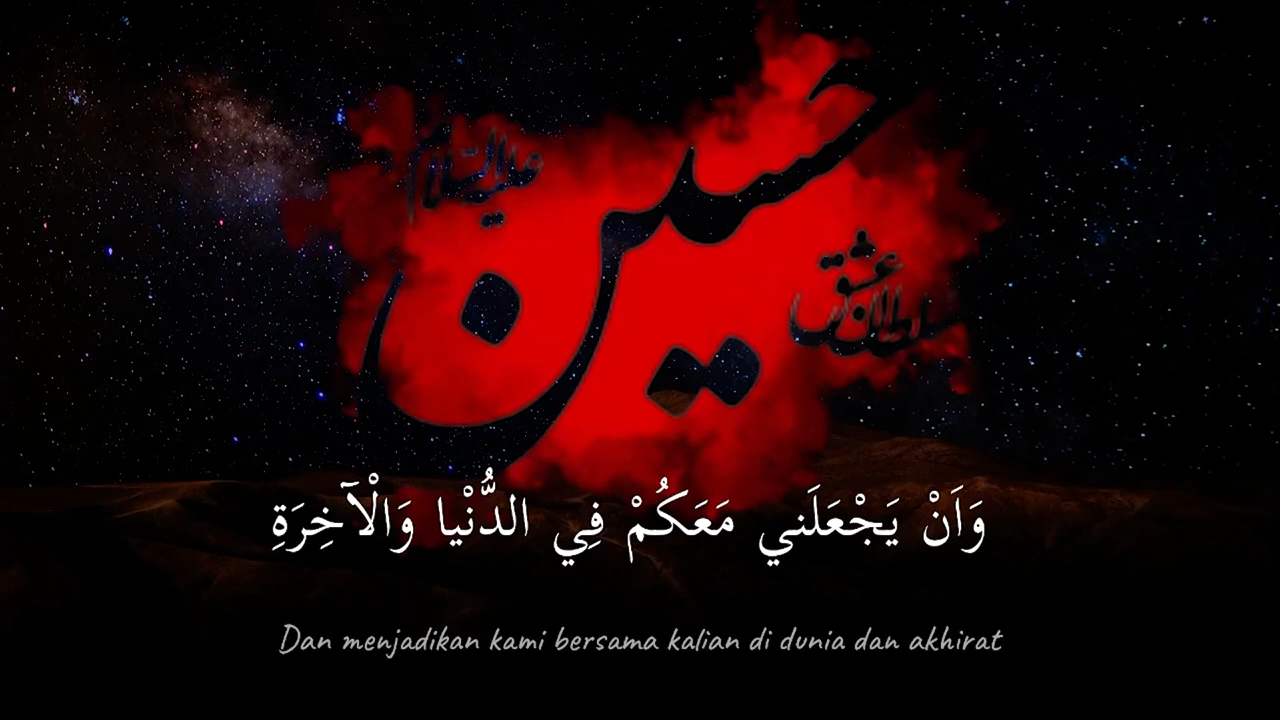 حسین
علیه السلام
سلطان عشق
وَاَنْ يَجْعَلَني مَعَكُمْ فِي الدُّنْيا وَالْآخِرَةِ
Dan menjadikan kami bersama kalian di dunia dan akhirat